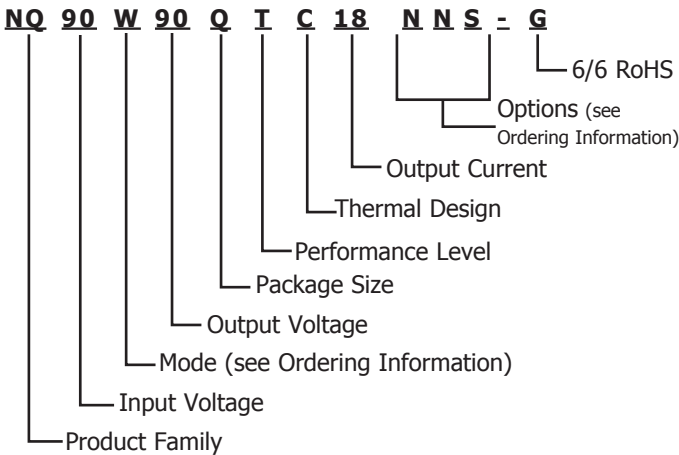 NQ 90 W 90 Q T C 18 N N S - G
6/6 RoHS
Options (see
Ordering Information)
Output Current
Thermal Design
Performance Level
Package Size
Output Voltage
Mode (see Ordering Information)
Input Voltage
Product Family